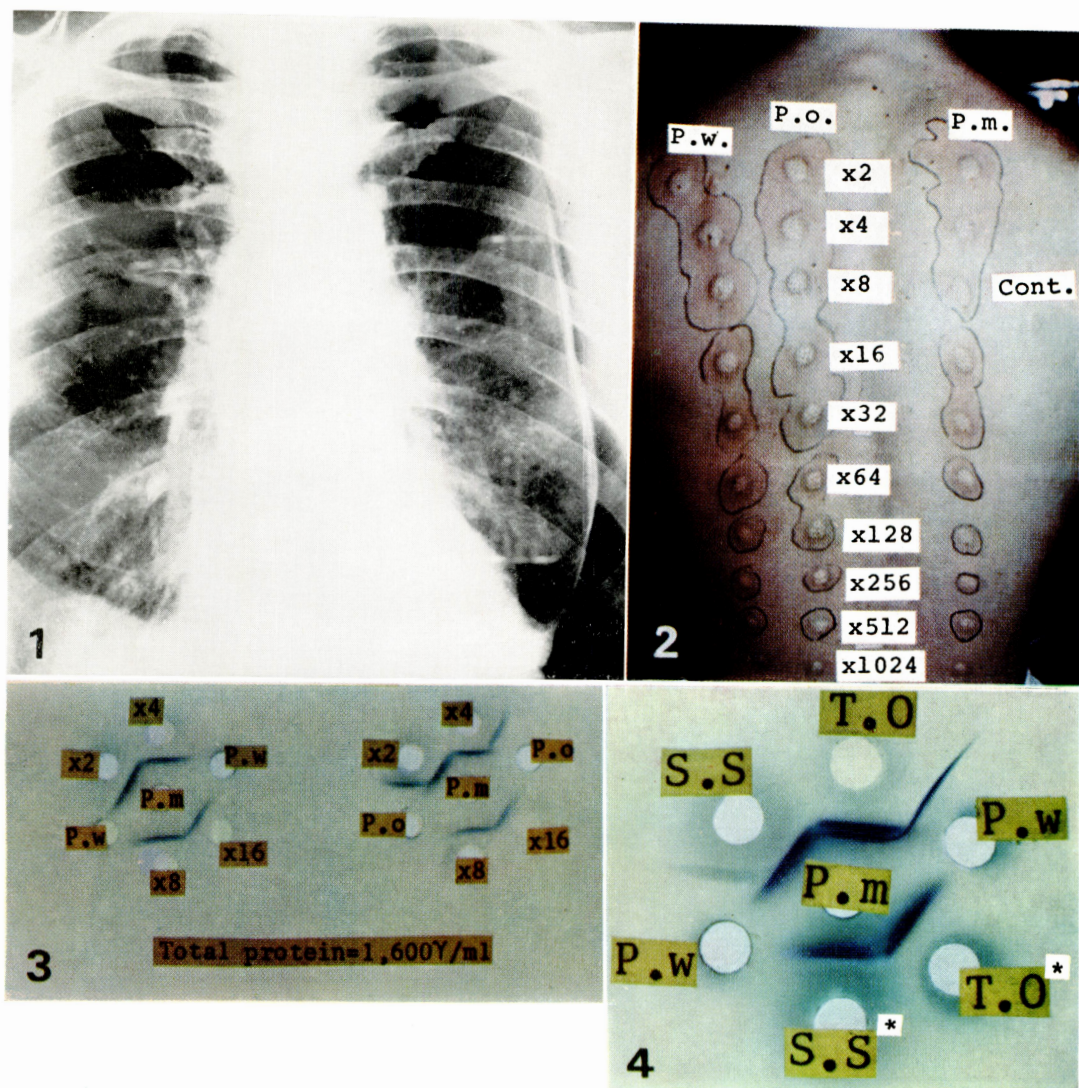 1
2
P.w.
P.o.
P.m.
x2
x4
x8
Cont.
x16
x32
x64
x128
x256
x512
x1024
3
x4
x2
P.w
P.m
P.w
x16
x8
x4
x2
P.o
P.m
P.o
x16
x8
Total protein=1,600γ/ml
4
T.O
S.S
P.w
P.m
P.w
T.O*
S.S*